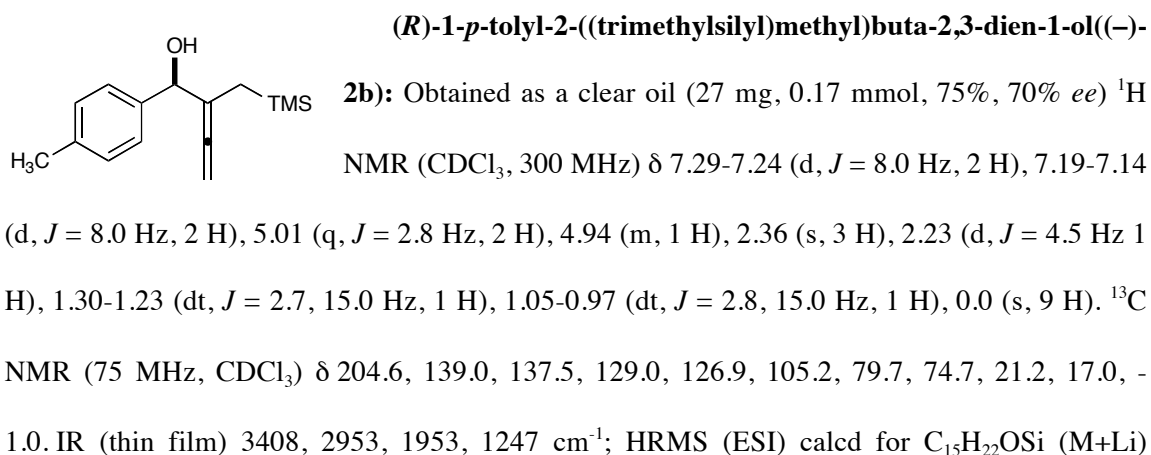 (R)-1-p-tolyl-2-((trimethylsilyl)methyl)buta-2,3-dien-1-ol((–)-
OH
TMS
H₃C
2b): Obtained as a clear oil (27 mg, 0.17 mmol, 75%, 70% ee) ¹H
NMR (CDCl₃, 300 MHz) δ 7.29-7.24 (d, J = 8.0 Hz, 2 H), 7.19-7.14
(d, J = 8.0 Hz, 2 H), 5.01 (q, J = 2.8 Hz, 2 H), 4.94 (m, 1 H), 2.36 (s, 3 H), 2.23 (d, J = 4.5 Hz 1
H), 1.30-1.23 (dt, J = 2.7, 15.0 Hz, 1 H), 1.05-0.97 (dt, J = 2.8, 15.0 Hz, 1 H), 0.0 (s, 9 H). ¹³C
NMR (75 MHz, CDCl₃) δ 204.6, 139.0, 137.5, 129.0, 126.9, 105.2, 79.7, 74.7, 21.2, 17.0, -
1.0. IR (thin film) 3408, 2953, 1953, 1247 cm⁻¹; HRMS (ESI) calcd for C₁₅H₂₂OSi (M+Li)